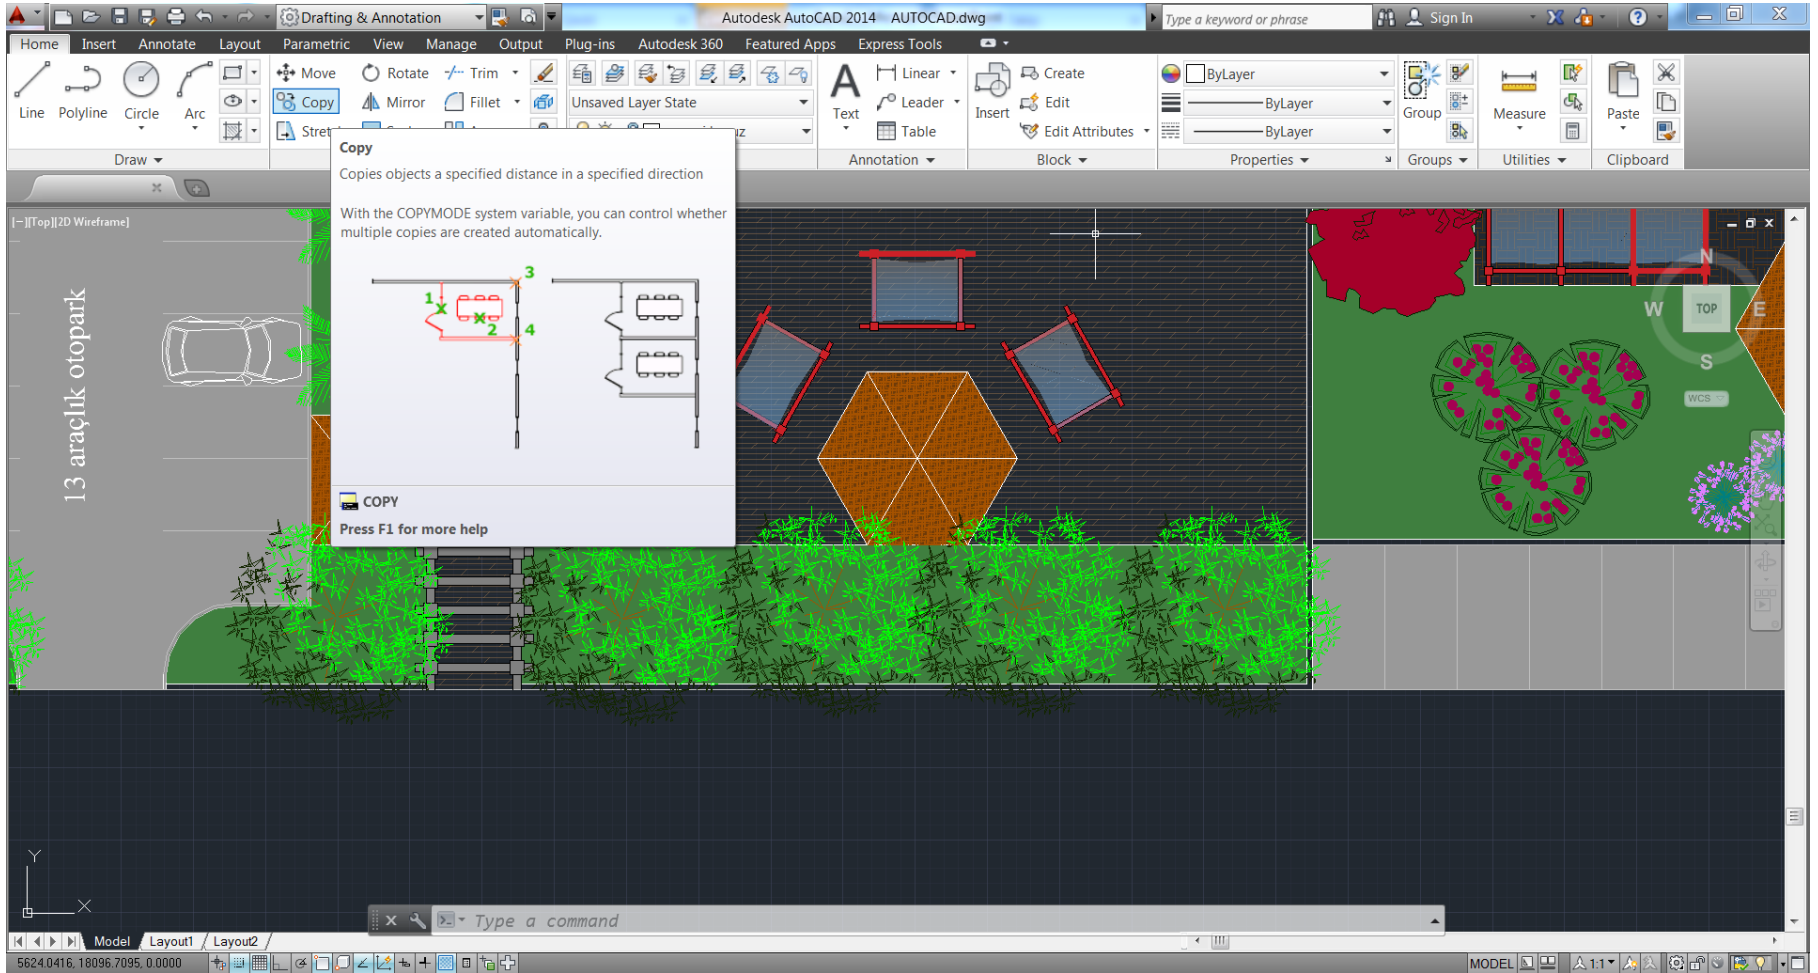 Drafting & Annotation
Autodesk AutoCAD 2014 AUTOCAD.dwg
Type a keyword or phrase
Sign In
Home Insert Annotate Layout Parametric View Manage Output Plug-ins Autodesk 360 Featured Apps Express Tools
Line Polyline Circle Arc
Move Rotate Trim
Copy Mirror Fillet
Unsaved Layer State
Text
Linear
Leader
Table
Insert
Create
Edit
Edit Attributes
ByLayer
ByLayer
ByLayer
Group
Measure
Paste
Draw
Annotation
Block
Properties
Groups
Utilities
Clipboard
Copy
Copies objects a specified distance in a specified direction
With the COPYMODE system variable, you can control whether
multiple copies are created automatically.
1 2 3 4
COPY
Press F1 for more help
[−][Top][2D Wireframe]
13 araçlık otopark
N
W TOP E
S
WCS
Y
X
Type a command
Model Layout1 Layout2
5624.0416, 18096.7095, 0.0000
MODEL
1:1